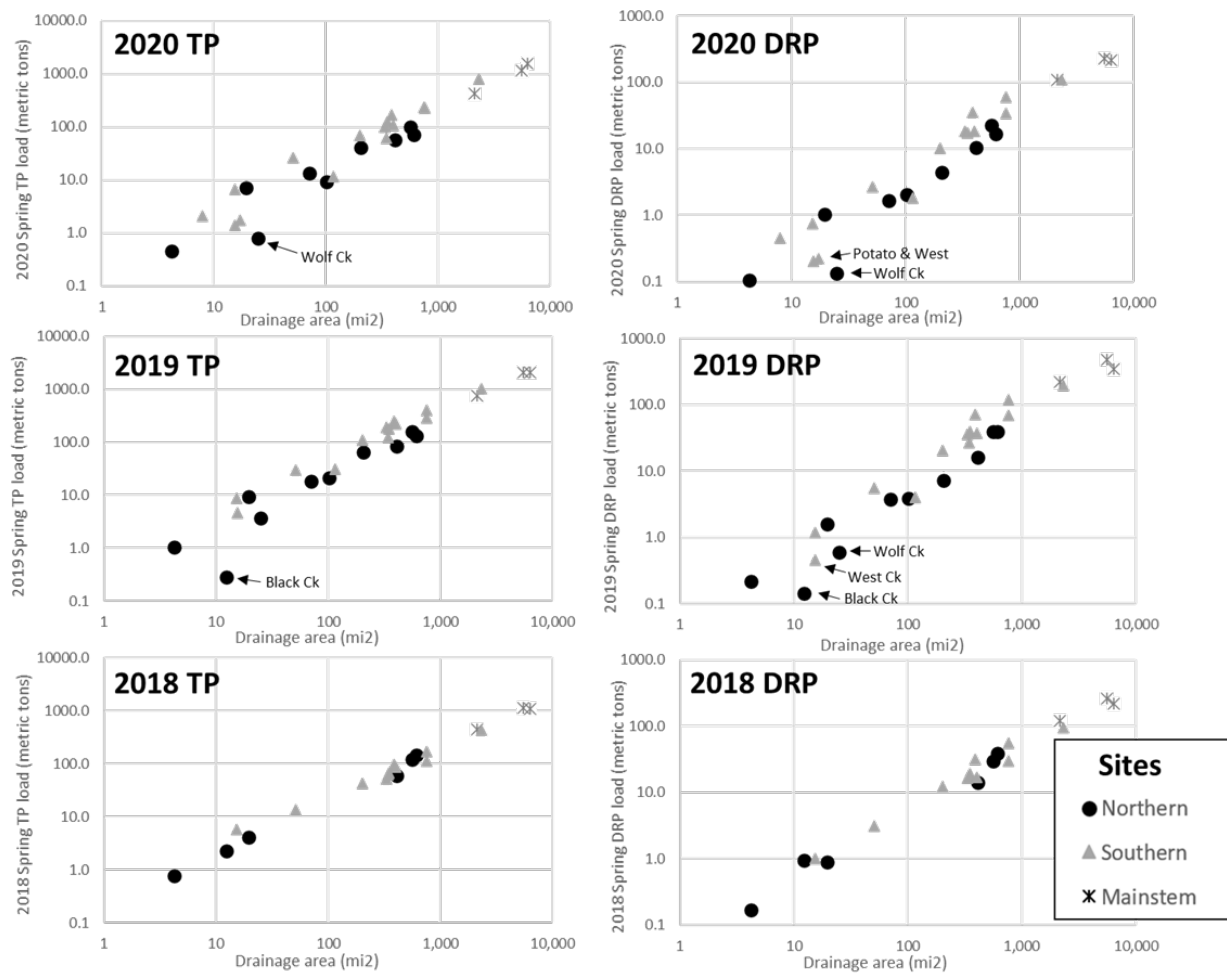 2020 TP
2020 Spring TP load (metric tons)
10000.0
1000.0
100.0
10.0
1.0
0.1
Wolf Ck
1 10 100 1,000 10,000
Drainage area (mi2)
2020 DRP
2020 Spring DRP load (metric tons)
1000.0
100.0
10.0
1.0
0.1
Potato & West
Wolf Ck
1 10 100 1,000 10,000
Drainage area (mi2)
2019 TP
2019 Spring TP load (metric tons)
10000.0
1000.0
100.0
10.0
1.0
0.1
Black Ck
1 10 100 1,000 10,000
Drainage area (mi2)
2019 DRP
2019 Spring DRP load (metric tons)
1000.0
100.0
10.0
1.0
0.1
Wolf Ck
West Ck
Black Ck
1 10 100 1,000 10,000
Drainage area (mi2)
2018 TP
2018 Spring TP load (metric tons)
10000.0
1000.0
100.0
10.0
1.0
0.1
1 10 100 1,000 10,000
Drainage area (mi2)
2018 DRP
2018 Spring DRP load (metric tons)
1000.0
100.0
10.0
1.0
0.1
1 10 100 1,000 10,000
Drainage area (mi2)
Sites
Northern
Southern
Mainstem